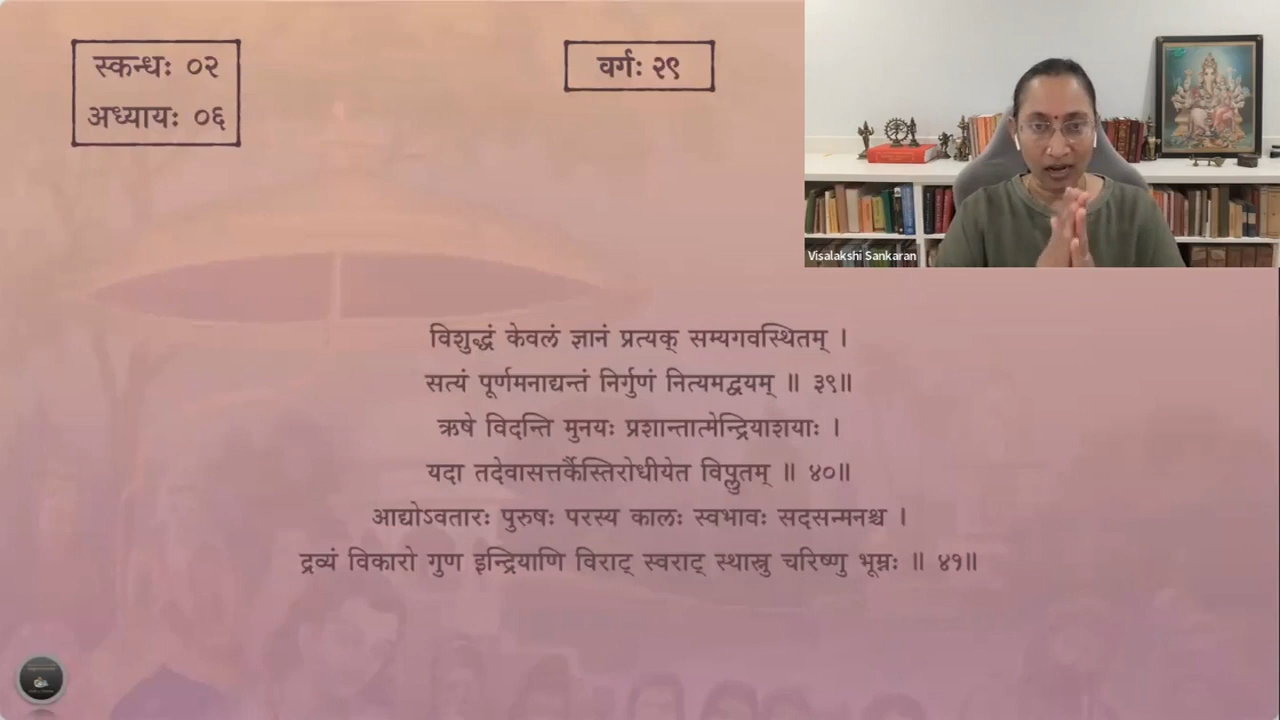 स्कन्धः ०२
अध्यायः ०६
वर्गः २९
Visalakshi Sankaran
विशुद्धं केवलं ज्ञानं प्रत्यक् सम्यगवस्थितम् ।
सत्यं पूर्णमनाद्यन्तं निर्गुणं नित्यमद्वयम् ॥ ३९॥
ऋषे विदन्ति मुनयः प्रशान्तात्मेन्द्रियाशयाः ।
यदा तदेवासत्तर्कैस्तिरोधीयेत विप्लुतम् ॥ ४०॥
आद्योऽवतारः पुरुषः परस्य कालः स्वभावः सदसन्मनश्च ।
द्रव्यं विकारो गुण इन्द्रियाणि विराट् स्वराट् स्थास्नु चरिष्णु भूम्नः ॥ ४१॥